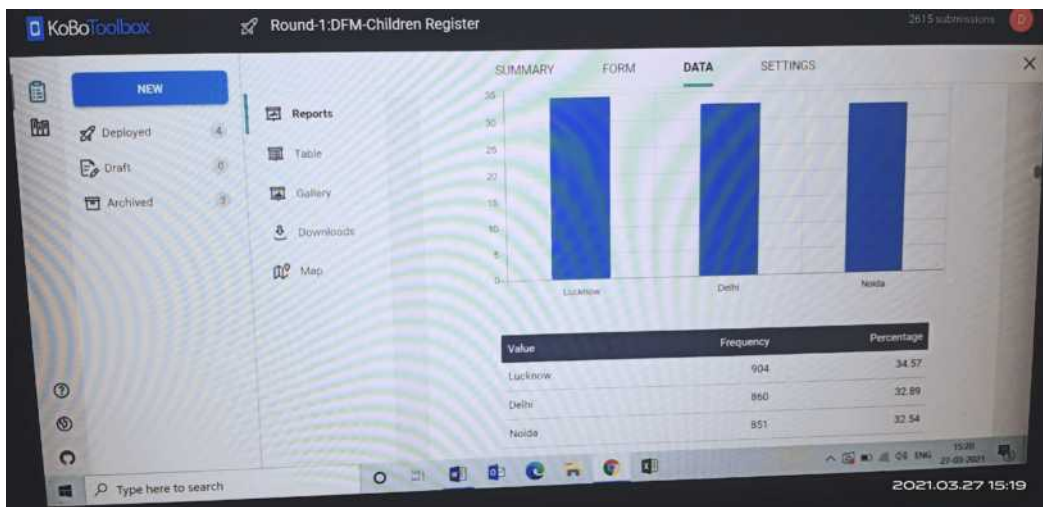 KoBoToolbox
Round-1:DFM-Children Register
2615 submissions
D
SUMMARY FORM DATA SETTINGS
NEW
Deployed 4
Draft 0
Archived 3
Reports
Table
Gallery
Downloads
Map
35
30
25
20
15
10
5
0
Lucknow Delhi Noida
Value Frequency Percentage
Lucknow 904 34.57
Delhi 860 32.89
Noida 851 32.54
Type here to search
ENG
15:20
27-03-2021
2021.03.27 15:19